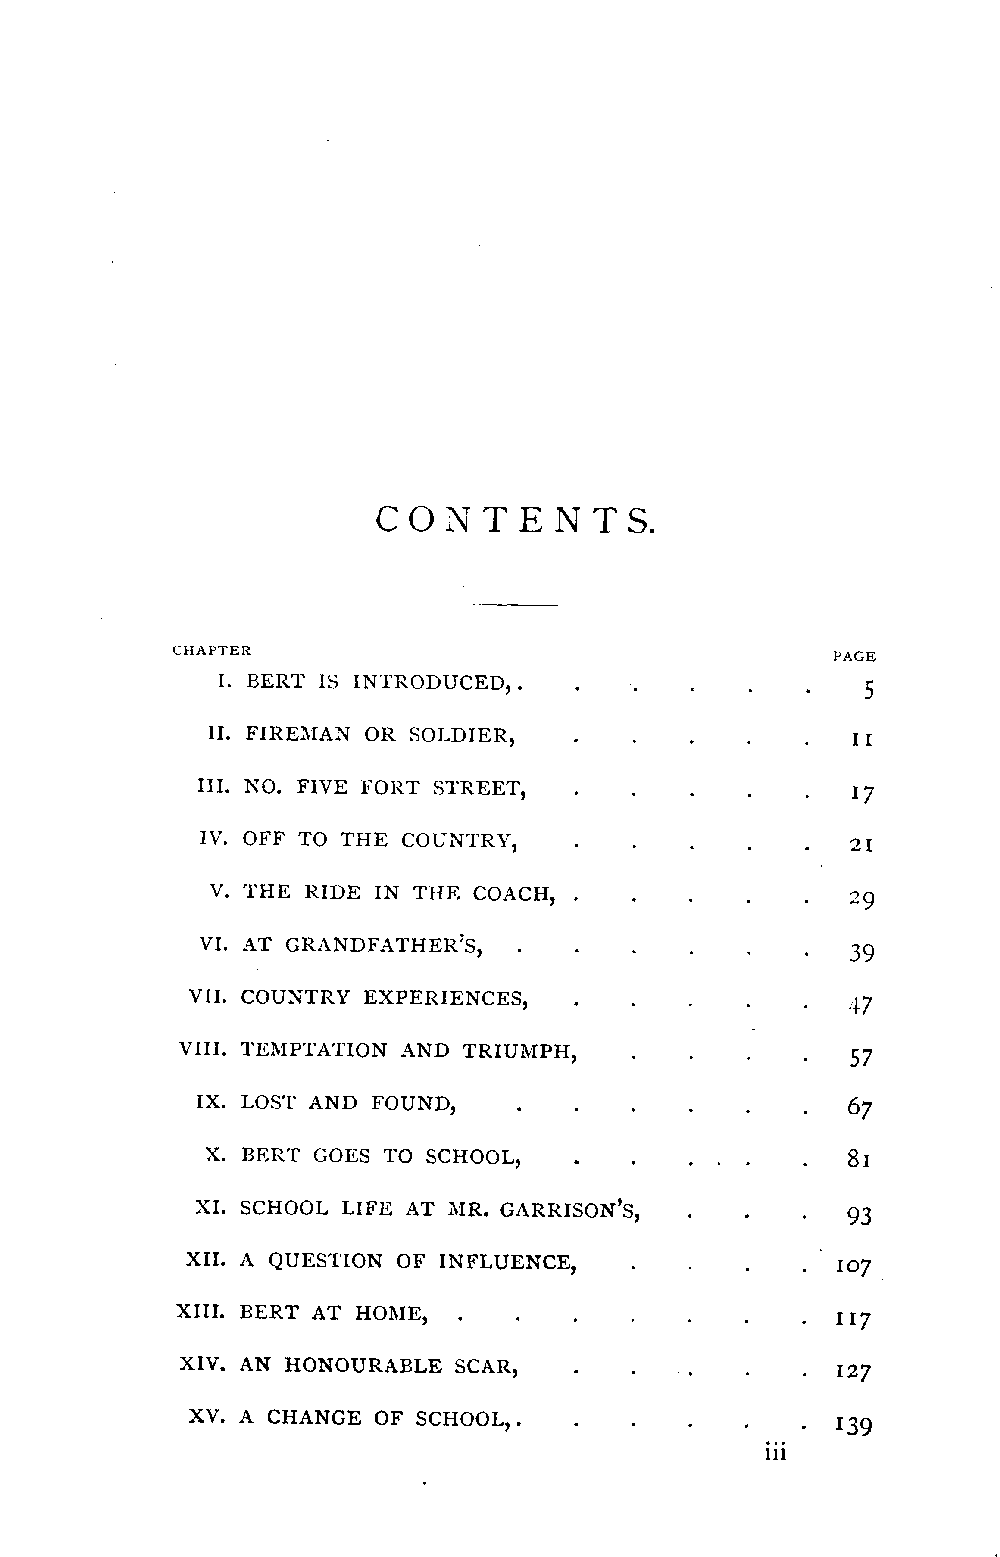 CONTENTS.
CHAPTER PAGE
I. BERT IS INTRODUCED, . . . . . . 5
II. FIREMAN OR SOLDIER, . . . . . 11
III. NO. FIVE FORT STREET, . . . . . 17
IV. OFF TO THE COUNTRY, . . . . . 21
V. THE RIDE IN THE COACH, . . . . . 29
VI. AT GRANDFATHER'S, . . . . . . 39
VII. COUNTRY EXPERIENCES, . . . . . 47
VIII. TEMPTATION AND TRIUMPH, . . . . 57
IX. LOST AND FOUND, . . . . . . 67
X. BERT GOES TO SCHOOL, . . . . . 81
XI. SCHOOL LIFE AT MR. GARRISON'S, . . . 93
XII. A QUESTION OF INFLUENCE, . . . . 107
XIII. BERT AT HOME, . . . . . . . 117
XIV. AN HONOURABLE SCAR, . . . . . 127
XV. A CHANGE OF SCHOOL, . . . . . . 139
iii